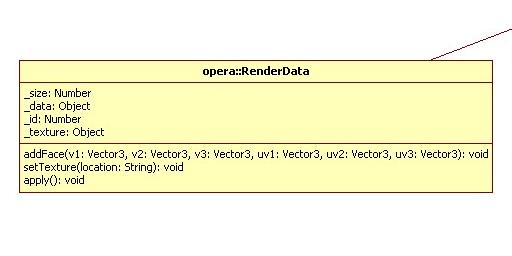 opera::RenderData
_size: Number
_data: Object
_id: Number
_texture: Object
addFace(v1: Vector3, v2: Vector3, v3: Vector3, uv1: Vector3, uv2: Vector3, uv3: Vector3): void
setTexture(location: String): void
apply(): void